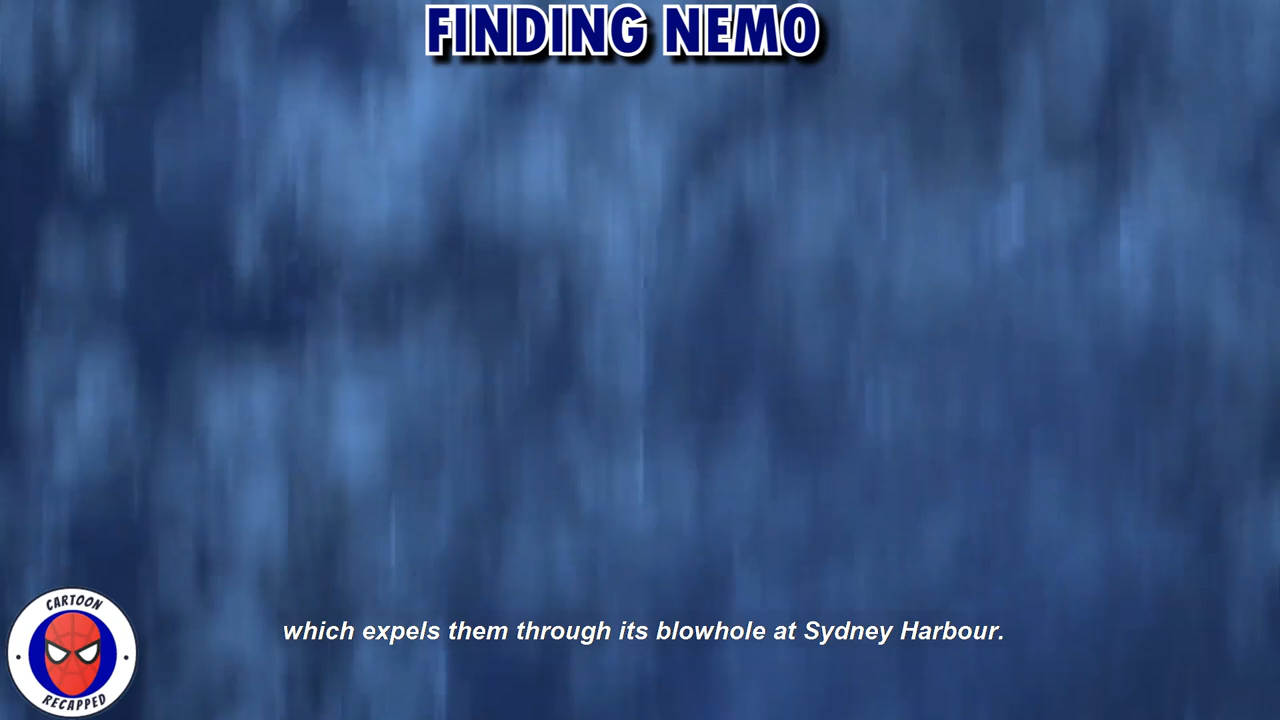 FINDING NEMO
CARTOON
RECAPPED
which expels them through its blowhole at Sydney Harbour.